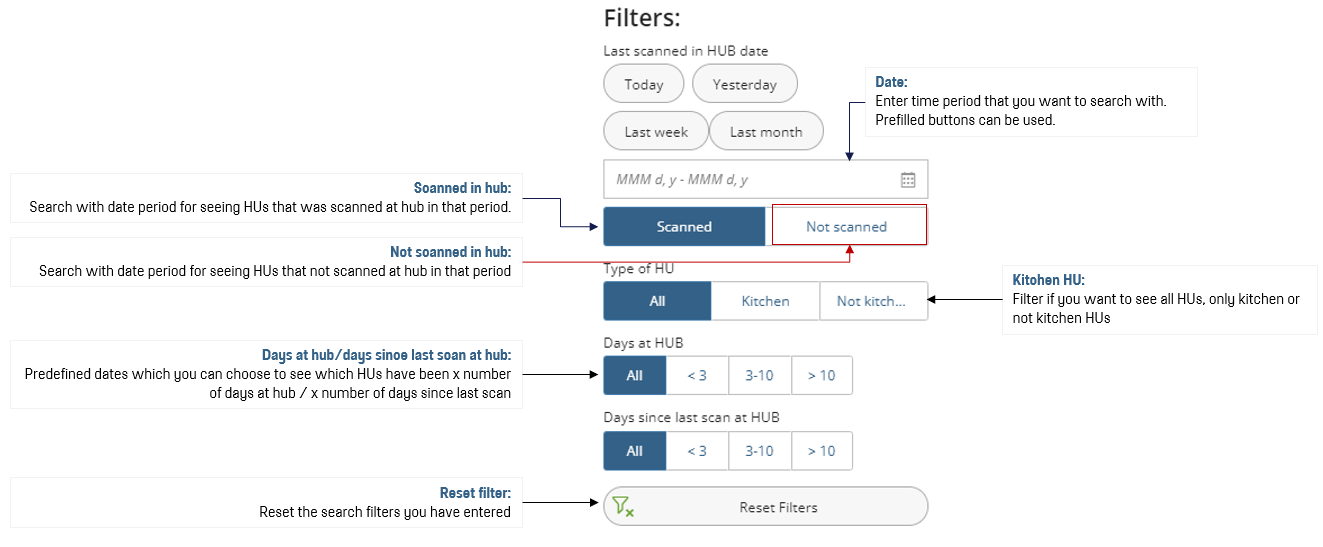 Filters:
Last scanned in HUB date
Today
Yesterday
Last week
Last month
Date:
Enter time period that you want to search with.
Prefilled buttons can be used.
MMM d, y - MMM d, y
Scanned in hub:
Search with date period for seeing HUs that was scanned at hub in that period.
Scanned
Not scanned
Not scanned in hub:
Search with date period for seeing HUs that not scanned at hub in that period
Type of HU
All
Kitchen
Not kitch...
Kitchen HU:
Filter if you want to see all HUs, only kitchen or
not kitchen HUs
Days at hub/days since last scan at hub:
Predefined dates which you can choose to see which HUs have been x number
of days at hub / x number of days since last scan
Days at HUB
All
< 3
3-10
> 10
Days since last scan at HUB
All
< 3
3-10
> 10
Reset filter:
Reset the search filters you have entered
Reset Filters